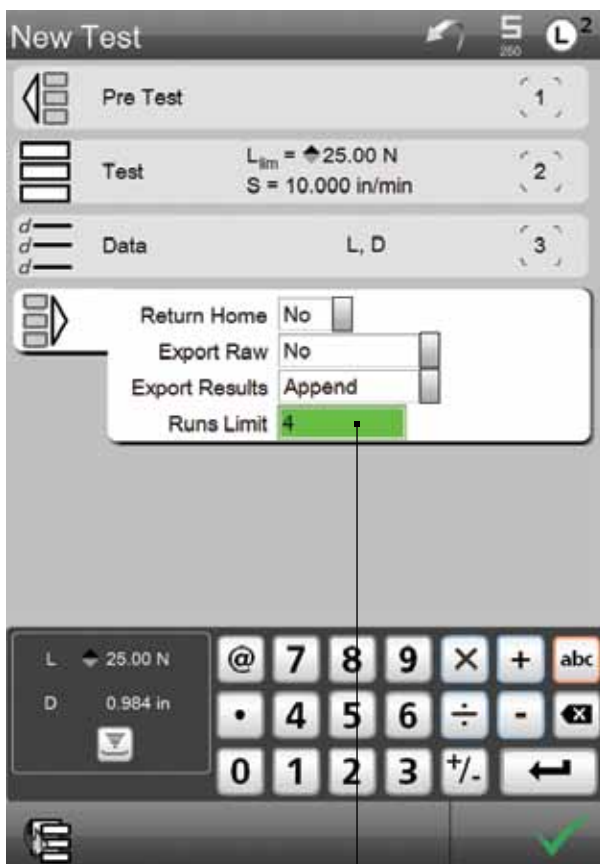 New Test
S
250
L2
Pre Test
1
Test
Llim = 25.00 N
S = 10.000 in/min
2
d
d
d
Data
L, D
3
Return Home No
Export Raw No
Export Results Append
Runs Limit 4
L 25.00 N
D 0.984 in
@ 7 8 9 × + abc
. 4 5 6 ÷ -
0 1 2 3 +/-